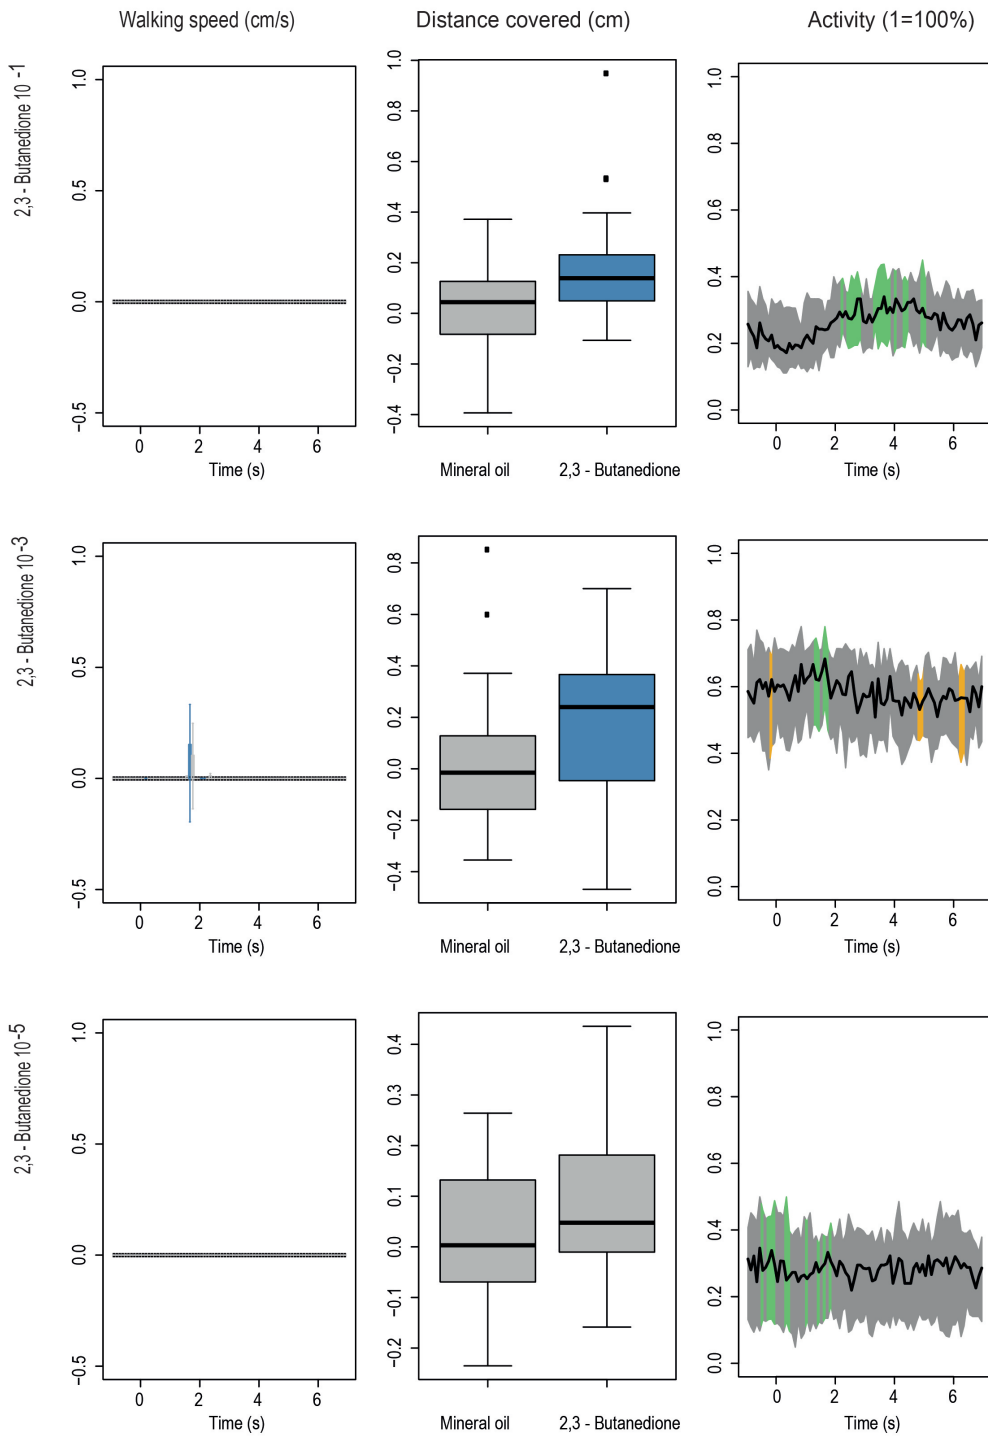 Walking speed (cm/s)
Distance covered (cm)
Activity (1=100%)
2,3 - Butanedione 10 -1
1.0
0.5
0.0
−0.5
0 2 4 6
Time (s)
1.0
0.8
0.6
0.4
0.2
0.0
−0.2
−0.4
Mineral oil 2,3 - Butanedione
1.0
0.8
0.6
0.4
0.2
0.0
0 2 4 6
Time (s)
2,3 - Butanedione 10-3
1.0
0.5
0.0
−0.5
0 2 4 6
Time (s)
0.8
0.6
0.4
0.2
0.0
−0.2
−0.4
Mineral oil 2,3 - Butanedione
1.0
0.8
0.6
0.4
0.2
0.0
0 2 4 6
Time (s)
2,3 - Butanedione 10-5
1.0
0.5
0.0
−0.5
0 2 4 6
Time (s)
0.4
0.3
0.2
0.1
0.0
−0.1
−0.2
Mineral oil 2,3 - Butanedione
1.0
0.8
0.6
0.4
0.2
0.0
0 2 4 6
Time (s)